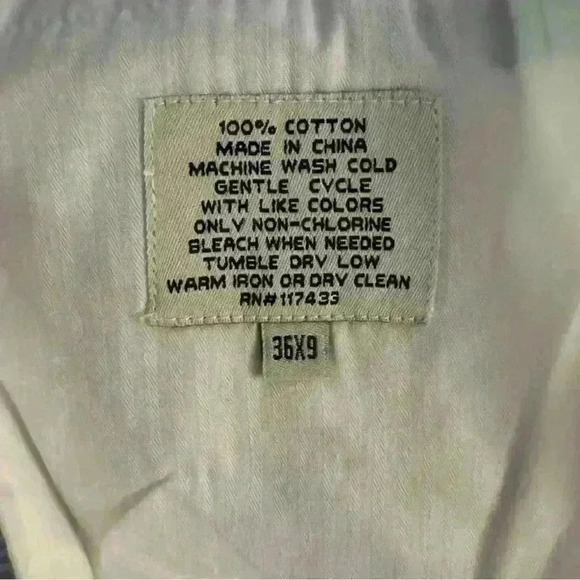 100% COTTON
MADE IN CHINA
MACHINE WASH COLD
GENTLE CYCLE
WITH LIKE COLORS
ONLY NON-CHLORINE
BLEACH WHEN NEEDED
TUMBLE DRY LOW
WARM IRON OR DRY CLEAN
RN#117433
36X9